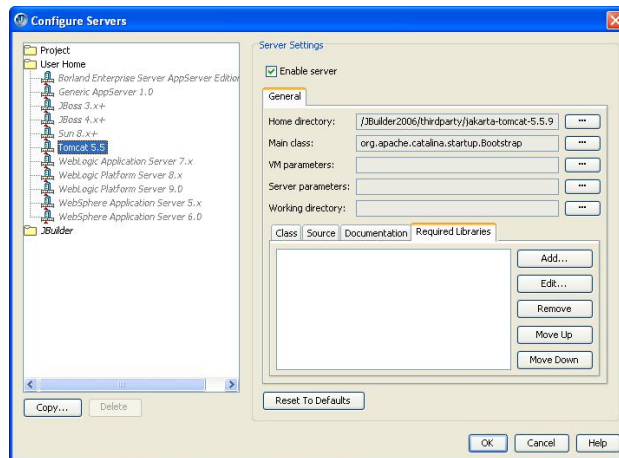 Configure Servers
Project
User Home
Borland Enterprise Server AppServer Edition
Generic AppServer 1.0
JBoss 3.x+
JBoss 4.x+
Sun 8.x+
Tomcat 5.5
WebLogic Application Server 7.x
WebLogic Platform Server 8.x
WebLogic Platform Server 9.0
WebSphere Application Server 5.x
WebSphere Application Server 6.0
JBuilder
Copy...
Delete
Server Settings
Enable server
General
Home directory: /JBuilder2006/thirdparty/jakarta-tomcat-5.5.9 ...
Main class: org.apache.catalina.startup.Bootstrap ...
VM parameters: ...
Server parameters: ...
Working directory: ...
Class Source Documentation Required Libraries
Add...
Edit...
Remove
Move Up
Move Down
Reset To Defaults
OK Cancel Help